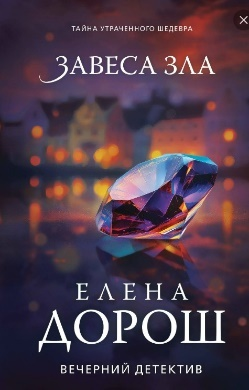 ТАЙНА УТРАЧЕННОГО ШЕДЕВРА
ЗАВЕСА ЗЛА
ЕЛЕНА
ДОРОШ
ВЕЧЕРНИЙ ДЕТЕКТИВ